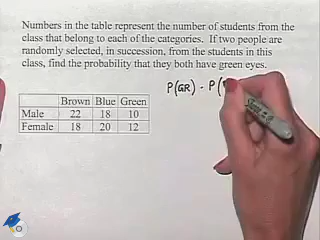 Numbers in the table represent the number of students from the
class that belong to each of the categories. If two people are
randomly selected, in succession, from the students in this
class, find the probability that they both have green eyes.
P(GR) · P(
Brown Blue Green
Male 22 18 10
Female 18 20 12